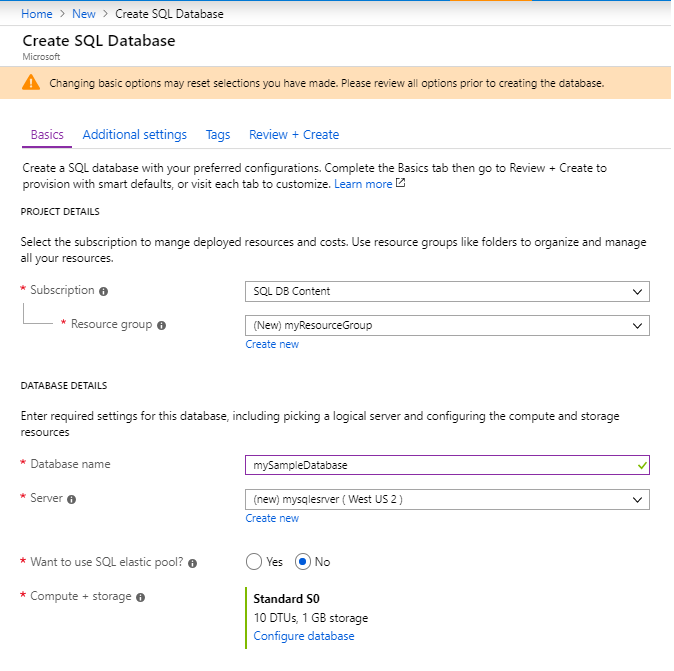 Home > New > Create SQL Database
Create SQL Database
Microsoft
Changing basic options may reset selections you have made. Please review all options prior to creating the database.
Basics Additional settings Tags Review + Create
Create a SQL database with your preferred configurations. Complete the Basics tab then go to Review + Create to
provision with smart defaults, or visit each tab to customize. Learn more
PROJECT DETAILS
Select the subscription to mange deployed resources and costs. Use resource groups like folders to organize and manage
all your resources.
* Subscription SQL DB Content
* Resource group (New) myResourceGroup
Create new
DATABASE DETAILS
Enter required settings for this database, including picking a logical server and configuring the compute and storage
resources
* Database name mySampleDatabase
* Server (new) mysqlesrver ( West US 2 )
Create new
* Want to use SQL elastic pool? Yes No
* Compute + storage Standard S0
10 DTUs, 1 GB storage
Configure database